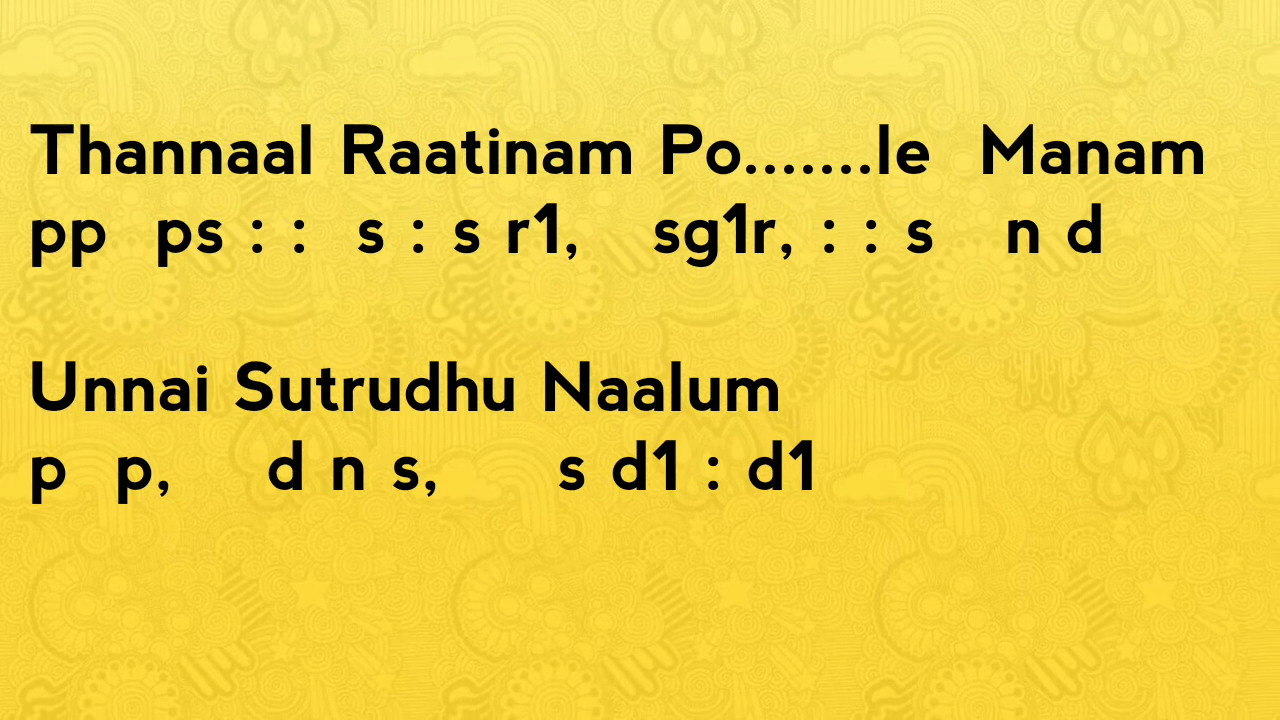 Thannaal Raatinam Po.......le Manam
pp ps : : s : s r1, sg1r, : : s n d
Unnai Sutrudhu Naalum
p p, d n s, s d1 : d1